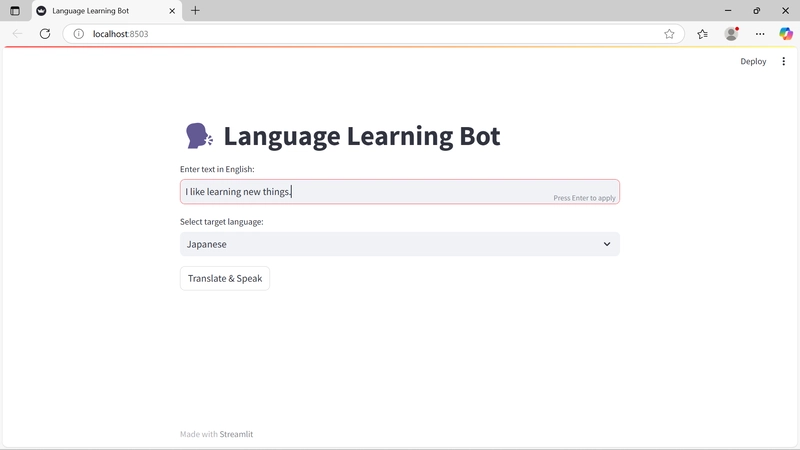 Language Learning Bot
localhost:8503
Deploy
Language Learning Bot
Enter text in English:
I like learning new things.
Press Enter to apply
Select target language:
Japanese
Translate & Speak
Made with Streamlit